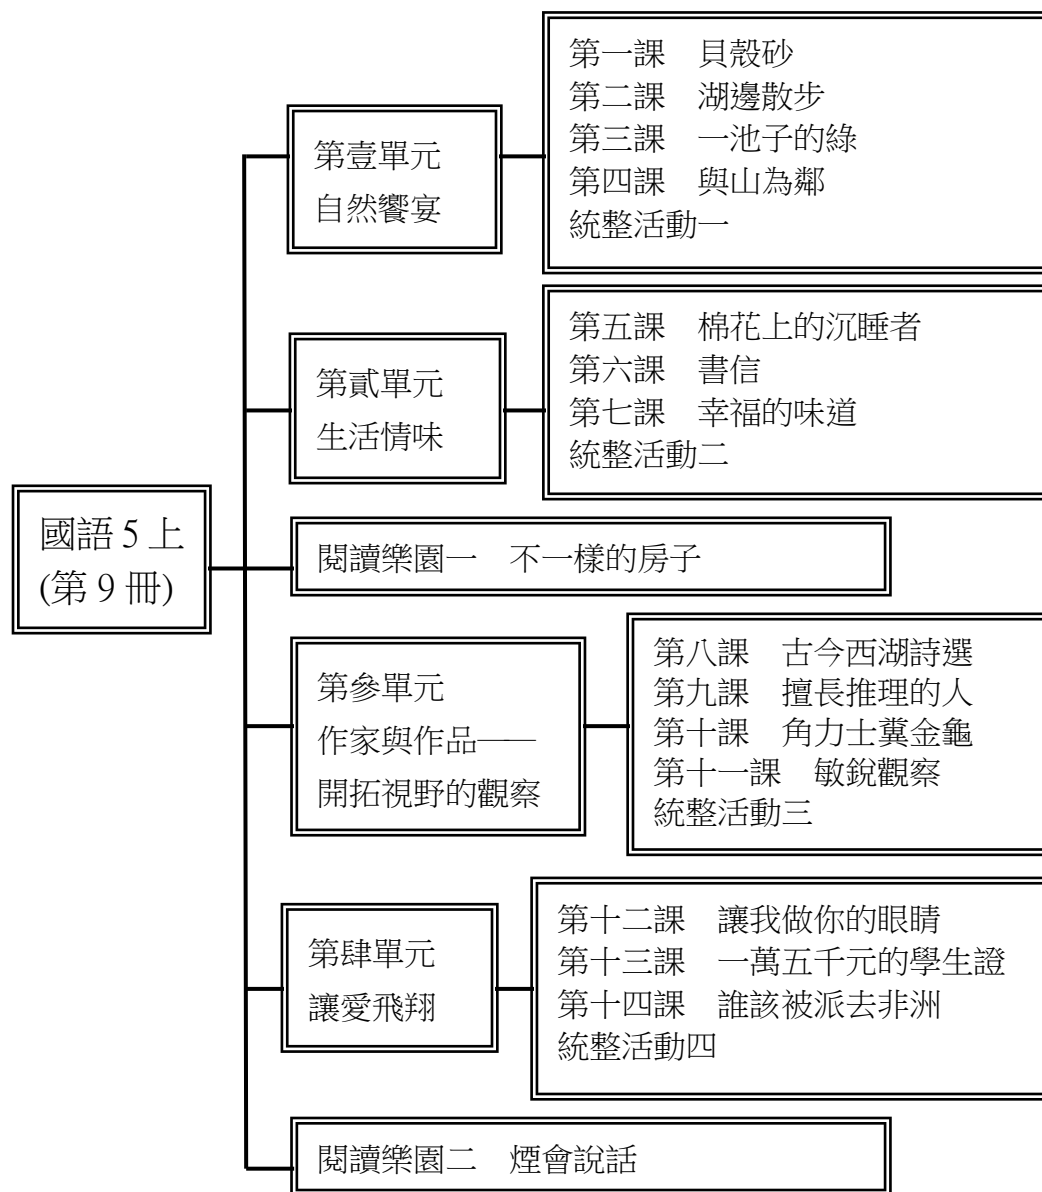 國語 5 上
(第 9 冊)
第壹單元
自然饗宴
第一課　貝殼砂
第二課　湖邊散步
第三課　一池子的綠
第四課　與山為鄰
統整活動一
第貳單元
生活情味
第五課　棉花上的沉睡者
第六課　書信
第七課　幸福的味道
統整活動二
閱讀樂園一　不一樣的房子
第參單元
作家與作品——
開拓視野的觀察
第八課　古今西湖詩選
第九課　擅長推理的人
第十課　角力士糞金龜
第十一課　敏銳觀察
統整活動三
第肆單元
讓愛飛翔
第十二課　讓我做你的眼睛
第十三課　一萬五千元的學生證
第十四課　誰該被派去非洲
統整活動四
閱讀樂園二　煙會說話